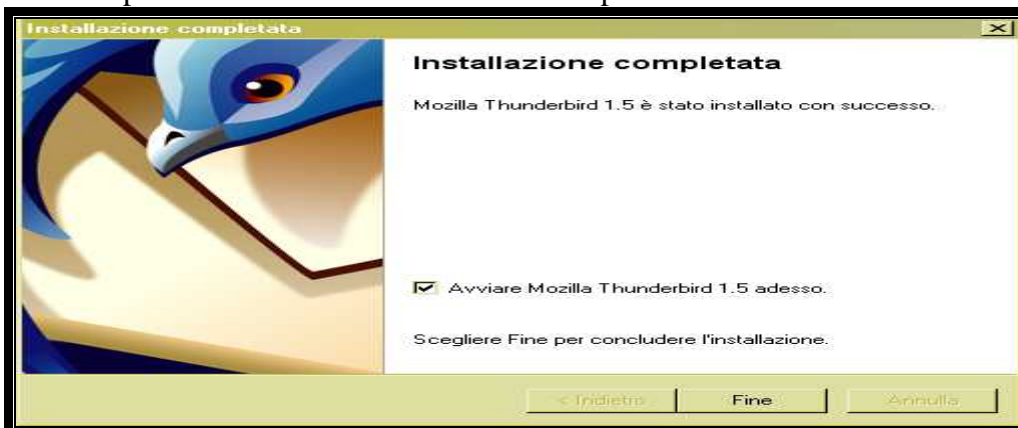 Installazione completata
Installazione completata
Mozilla Thunderbird 1.5 è stato installato con successo.
Avviare Mozilla Thunderbird 1.5 adesso.
Scegliere Fine per concludere l'installazione.
< Indietro Fine Annulla